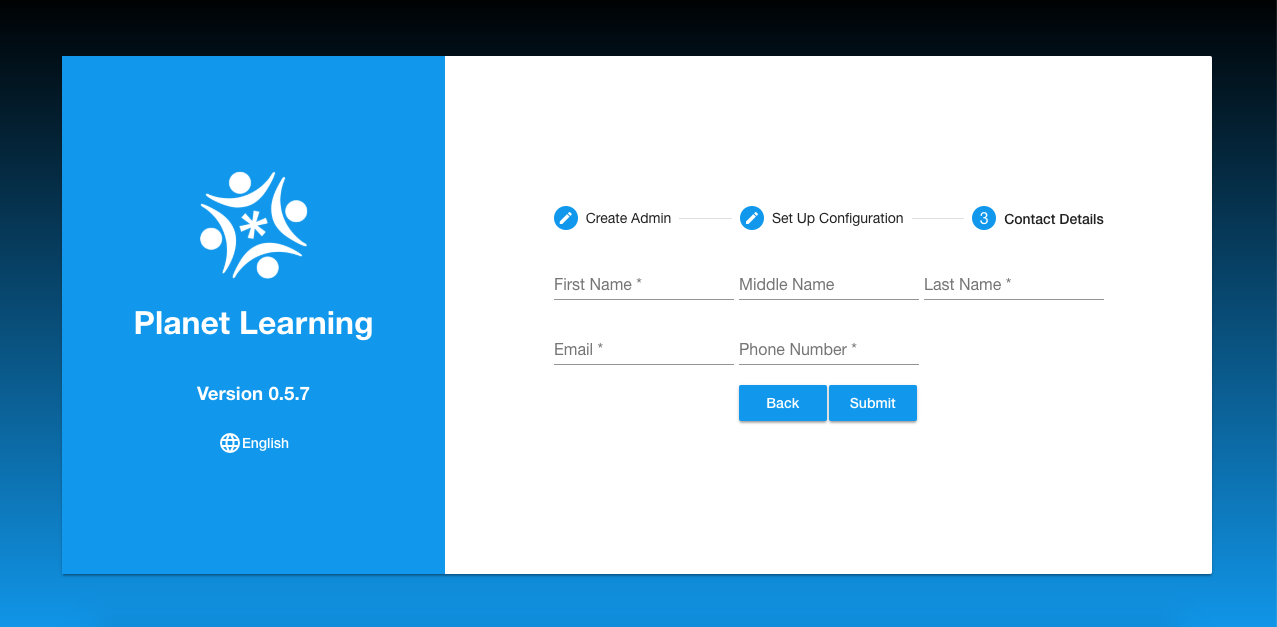 Planet Learning
Version 0.5.7
English
Create Admin
Set Up Configuration
3 Contact Details
First Name *
Middle Name
Last Name *
Email *
Phone Number *
Back
Submit